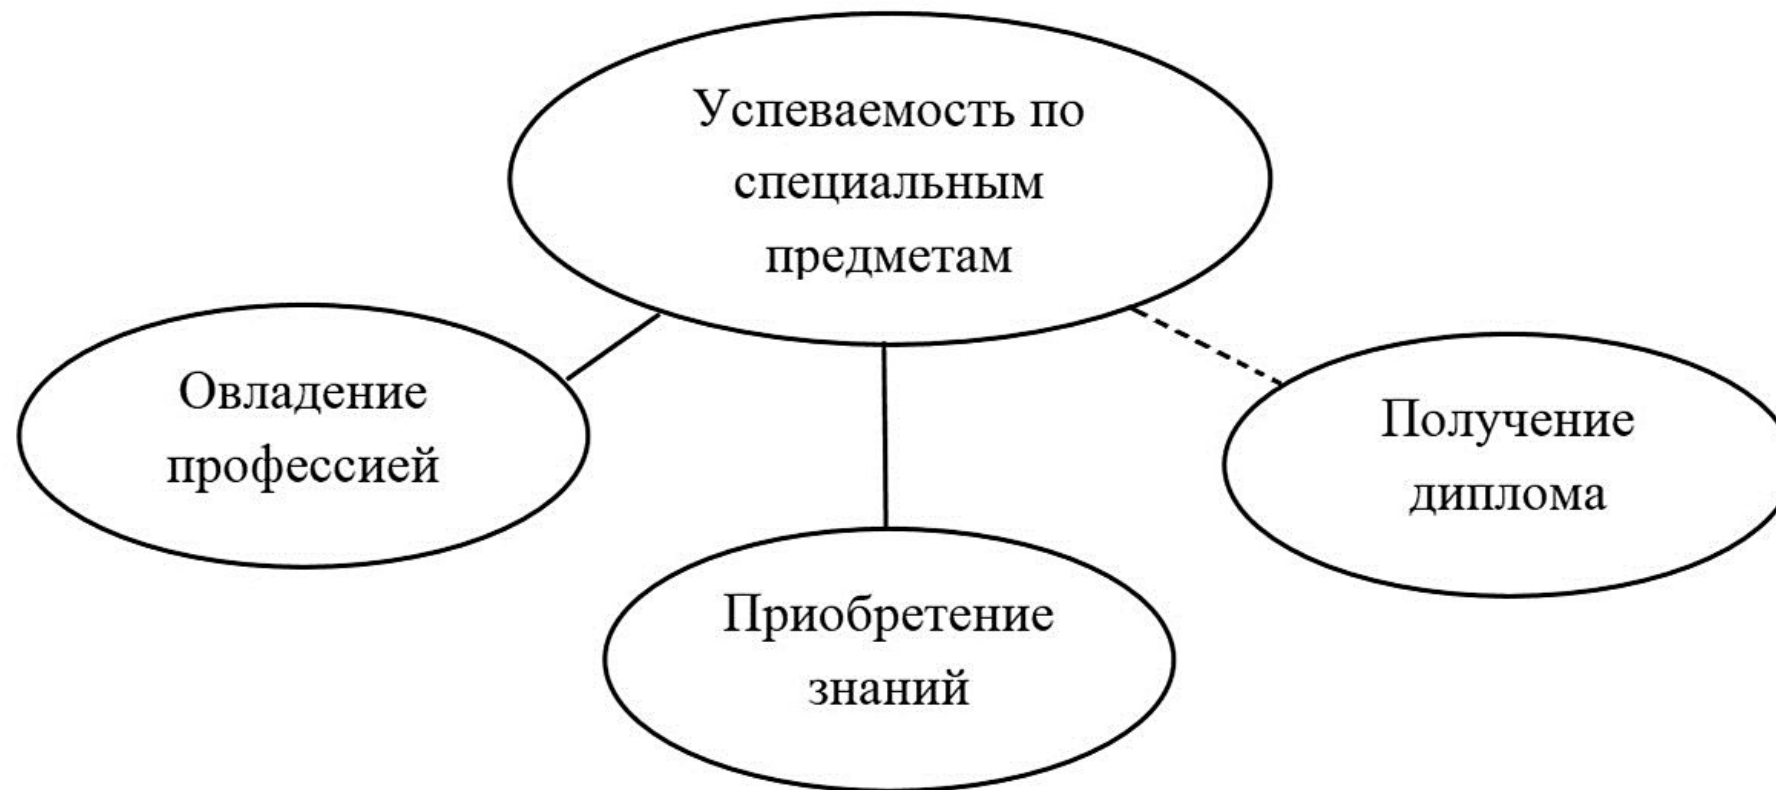 Успеваемость по
специальным
предметам
Овладение
профессией
Приобретение
знаний
Получение
диплома